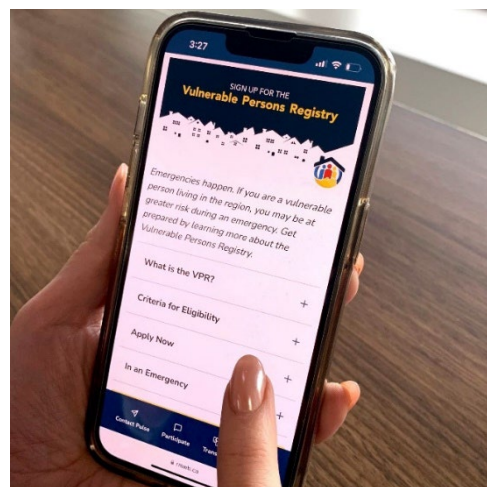 3:27
SIGN UP FOR THE
Vulnerable Persons Registry
Emergencies happen. If you are a vulnerable
person living in the region, you may be at
greater risk during an emergency. Get
prepared by learning more about the
Vulnerable Persons Registry.
What is the VPR?
+
Criteria for Eligibility
+
Apply Now
+
In an Emergency
+
Contact Pulse
Participate